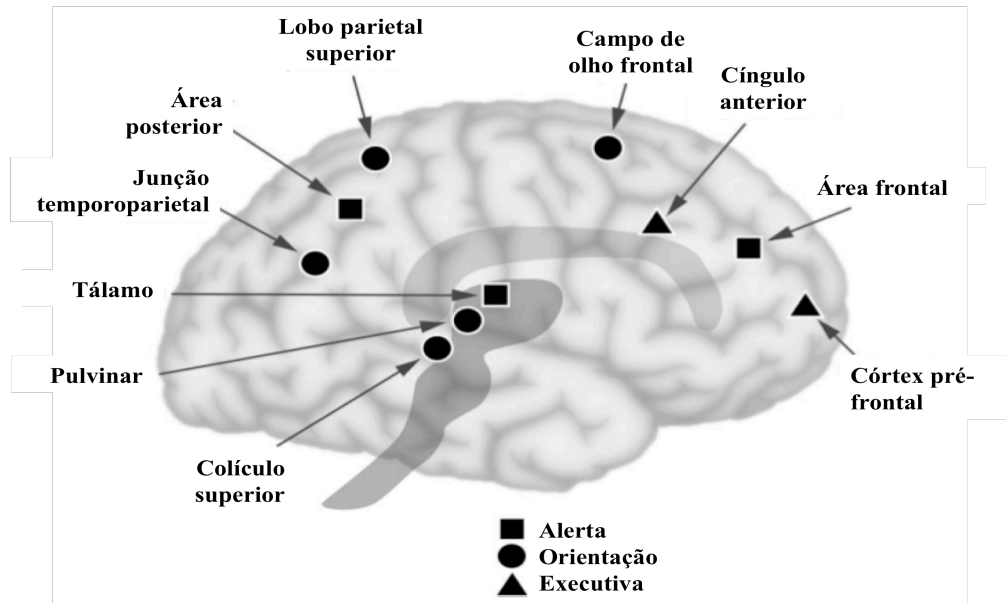 Lobo parietal
superior
Campo de
olho frontal
Cíngulo
anterior
Área
posterior
Junção
temporoparietal
Área frontal
Tálamo
Pulvinar
Córtex pré-
frontal
Colículo
superior
Alerta
Orientação
Executiva